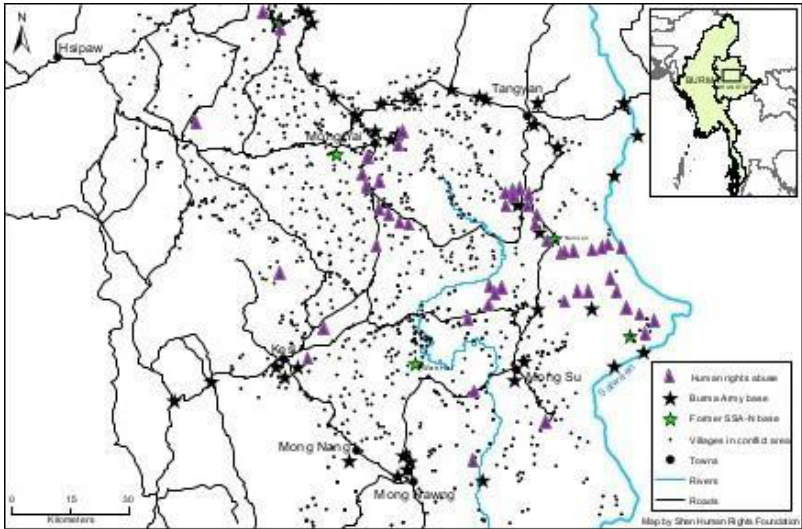 N
Hsipaw
Tangyan
BURMA
Mong Yai
Kesi
Salween
Mong Su
Mong Nang
Mong Nawng
Human rights abuse
Burma Army base
Former SSA-N base
Villages in conflict area
Towns
Rivers
Roads
0 15 30
Kilometers
Map by Shan Human Rights Foundation